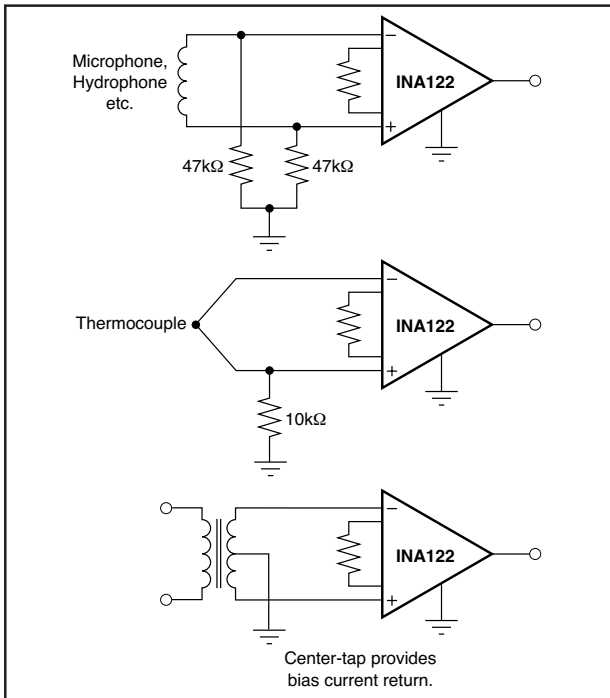 Microphone,
Hydrophone
etc.
−
INA122
+
47kΩ
47kΩ
−
Thermocouple
INA122
+
10kΩ
−
INA122
+
Center-tap provides
bias current return.